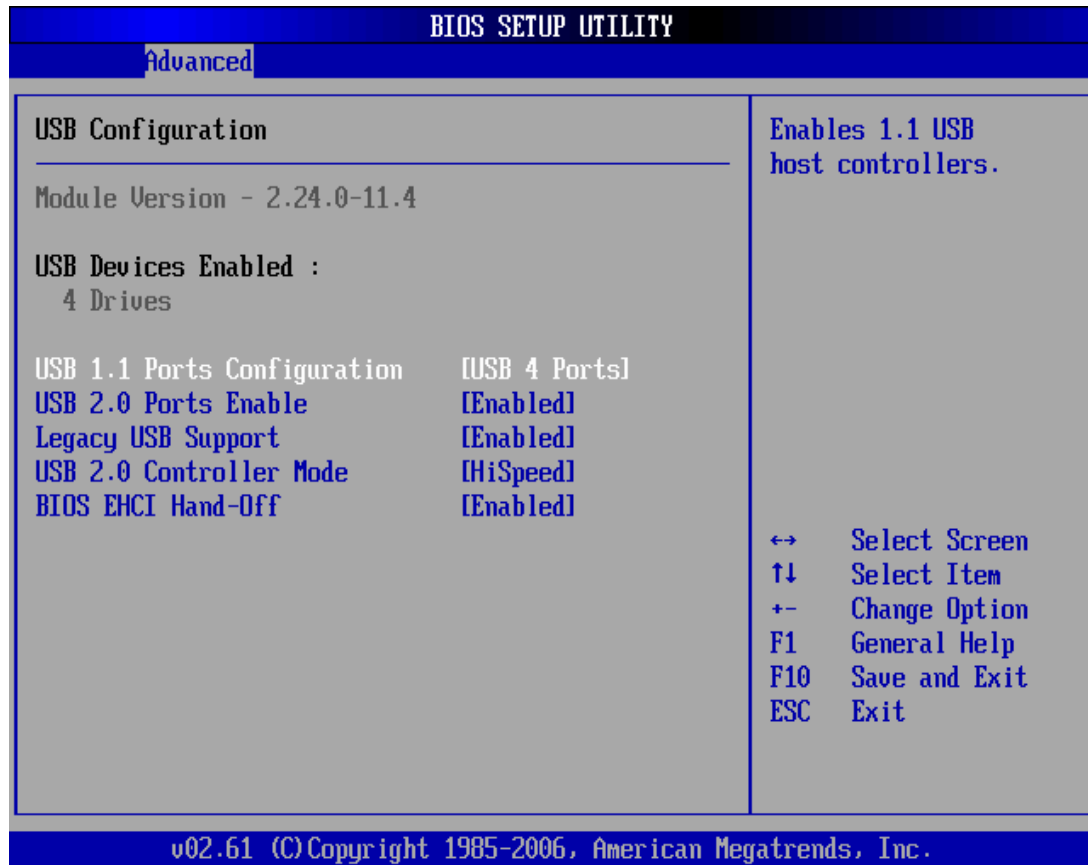 BIOS SETUP UTILITY
Advanced
USB Configuration
Module Version - 2.24.0-11.4
USB Devices Enabled :
4 Drives
USB 1.1 Ports Configuration [USB 4 Ports]
USB 2.0 Ports Enable [Enabled]
Legacy USB Support [Enabled]
USB 2.0 Controller Mode [HiSpeed]
BIOS EHCI Hand-Off [Enabled]
Enables 1.1 USB
host controllers.
↔ Select Screen
↑↓ Select Item
+- Change Option
F1 General Help
F10 Save and Exit
ESC Exit
v02.61 (C)Copyright 1985-2006, American Megatrends, Inc.